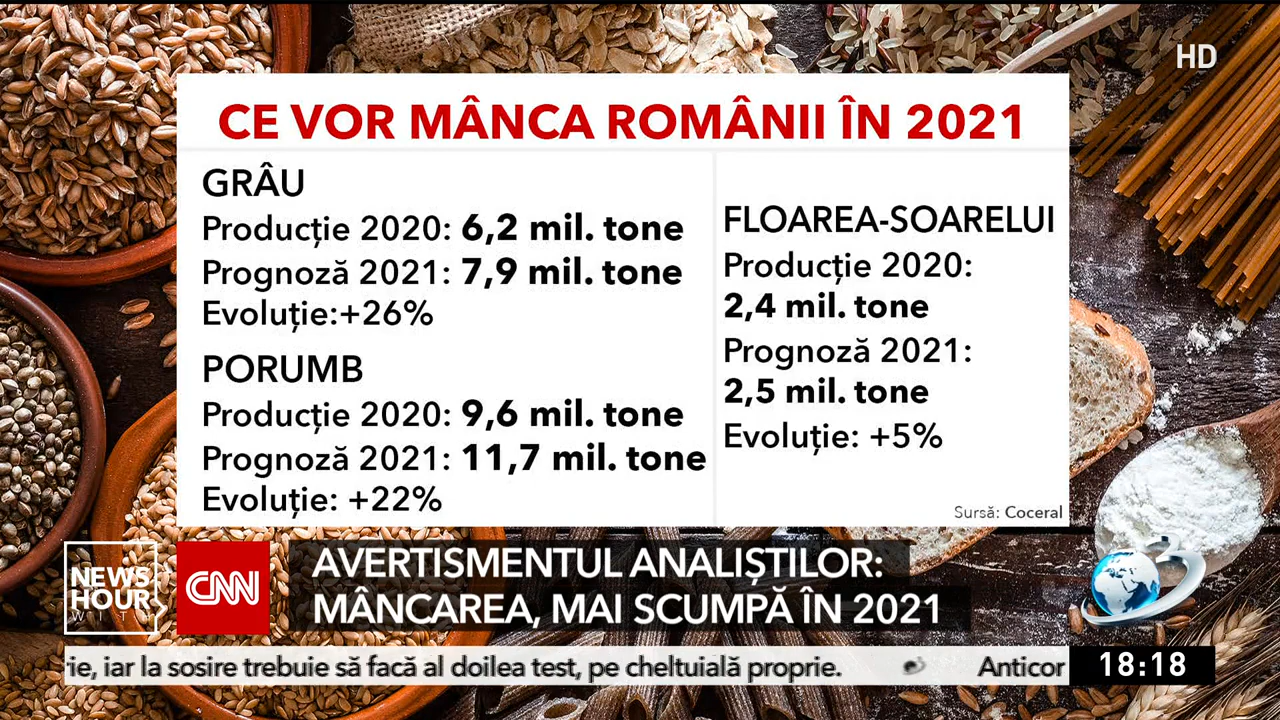 HD
CE VOR MÂNCA ROMÂNII ÎN 2021
GRÂU
Producție 2020: 6,2 mil. tone
Prognoză 2021: 7,9 mil. tone
Evoluție:+26%
PORUMB
Producție 2020: 9,6 mil. tone
Prognoză 2021: 11,7 mil. tone
Evoluție: +22%
FLOAREA-SOARELUI
Producție 2020:
2,4 mil. tone
Prognoză 2021:
2,5 mil. tone
Evoluție: +5%
Sursă: Coceral
NEWS
HOUR
WITH
CNN
AVERTISMENTUL ANALIȘTILOR:
MÂNCAREA, MAI SCUMPĂ ÎN 2021
ie, iar la sosire trebuie să facă al doilea test, pe cheltuială proprie. Anticor
18:18